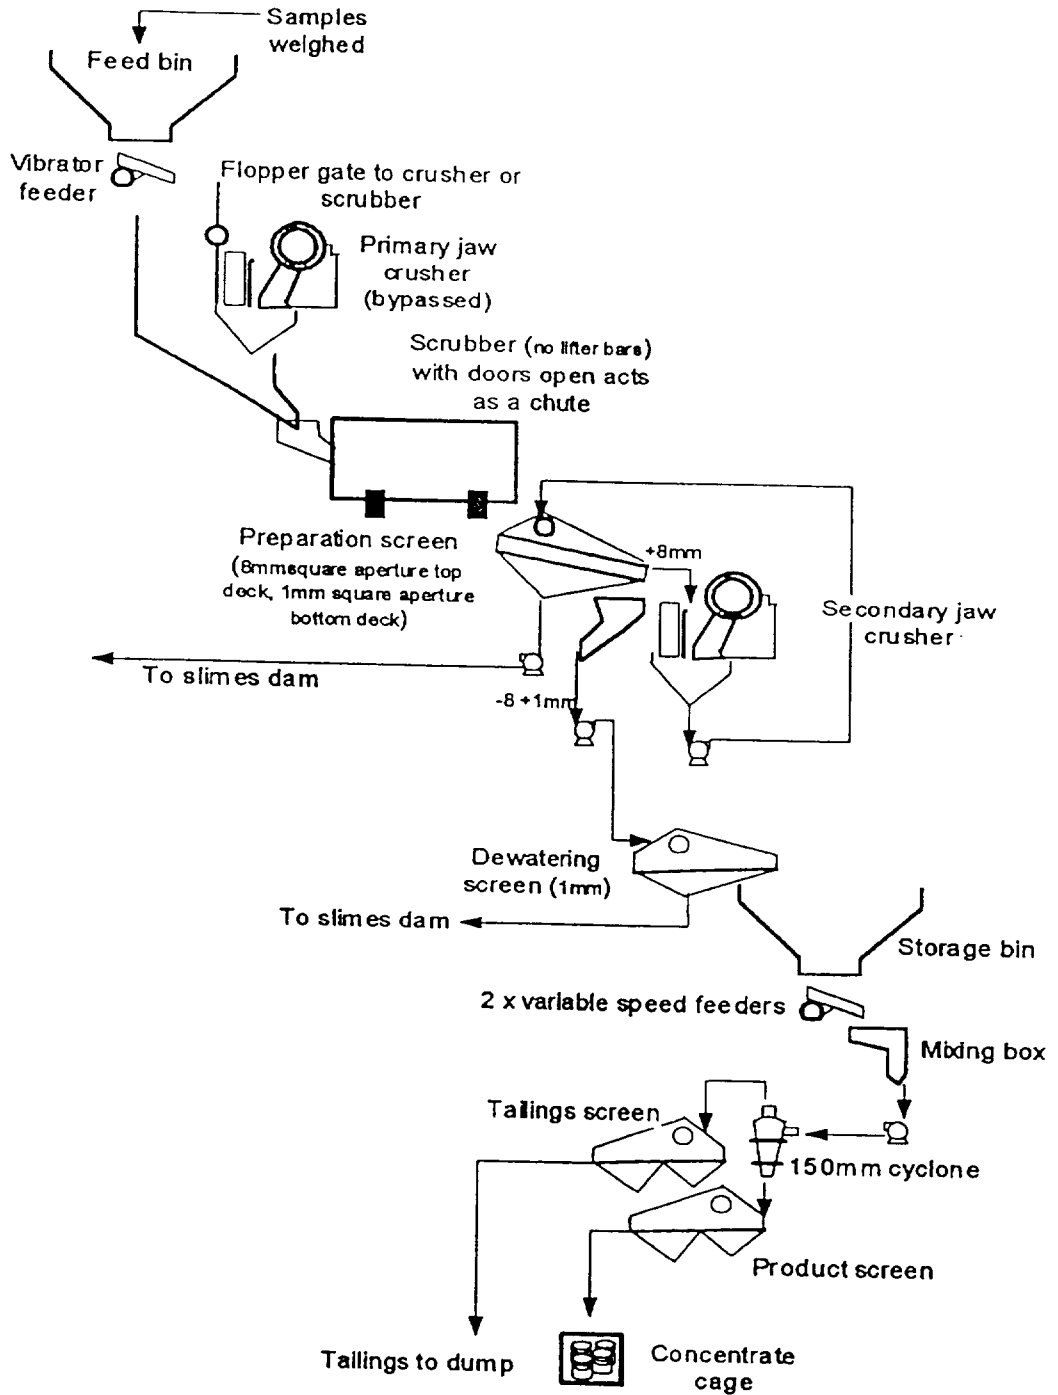 Samples
weighed
Feed bin
Vibrator
feeder
Flopper gate to crusher or
scrubber
Primary jaw
crusher
(bypassed)
Scrubber (no lifter bars)
with doors open acts
as a chute
Preparation screen
(8mmsquare aperture top
deck, 1mm square aperture
bottom deck)
+8mm
Secondary jaw
crusher
To slimes dam
-8 +1mm
Dewatering
screen (1mm)
To slimes dam
Storage bin
2 x variable speed feeders
Mixing box
Tailings screen
150mm cyclone
Product screen
Tailings to dump
Concentrate
cage